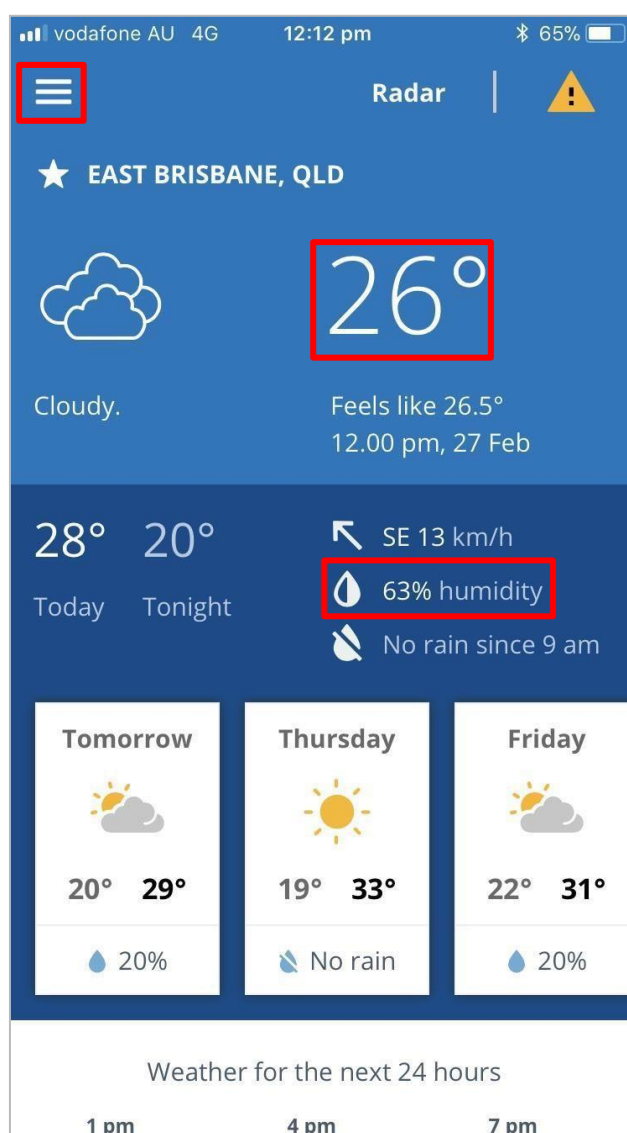 vodafone AU 4G 12:12 pm 65%
Radar
EAST BRISBANE, QLD
26°
Cloudy. Feels like 26.5°
12.00 pm, 27 Feb
28° 20° SE 13 km/h
63% humidity
Today Tonight
No rain since 9 am
Tomorrow Thursday Friday
20° 29° 19° 33° 22° 31°
20% No rain 20%
Weather for the next 24 hours
1 pm 4 pm 7 pm